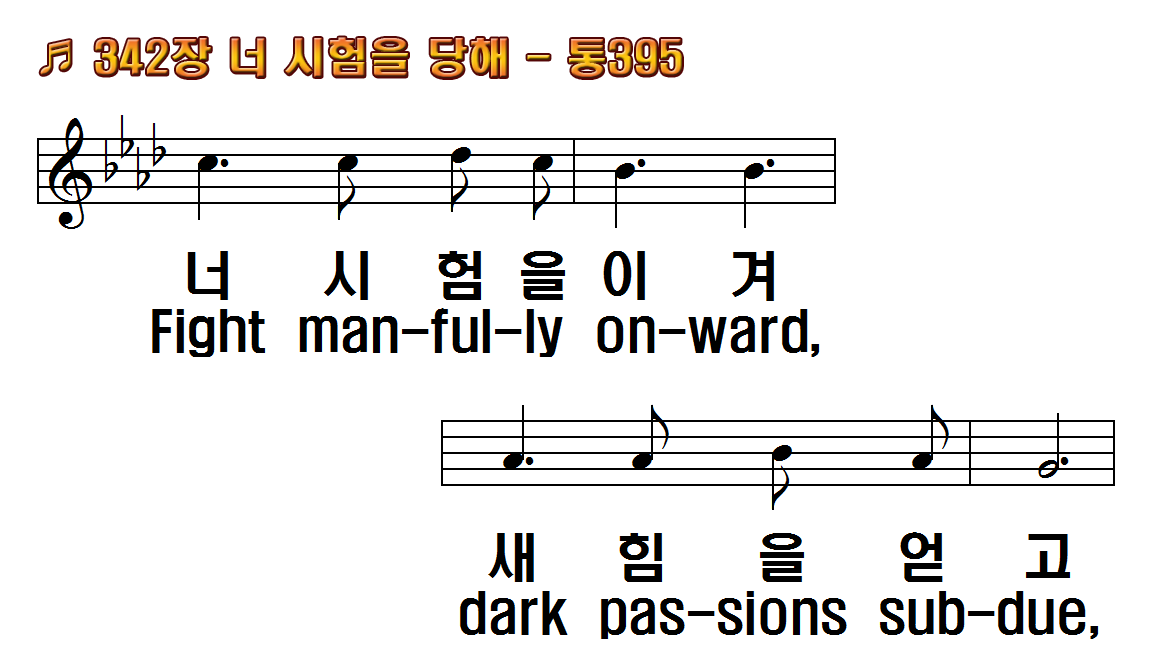 ♬ 342장 너 시험을 당해 - 통395
너 시 험 을 이 겨
Fight man-ful-ly on-ward,
새 힘 을 얻 고
dark pas-sions sub-due,